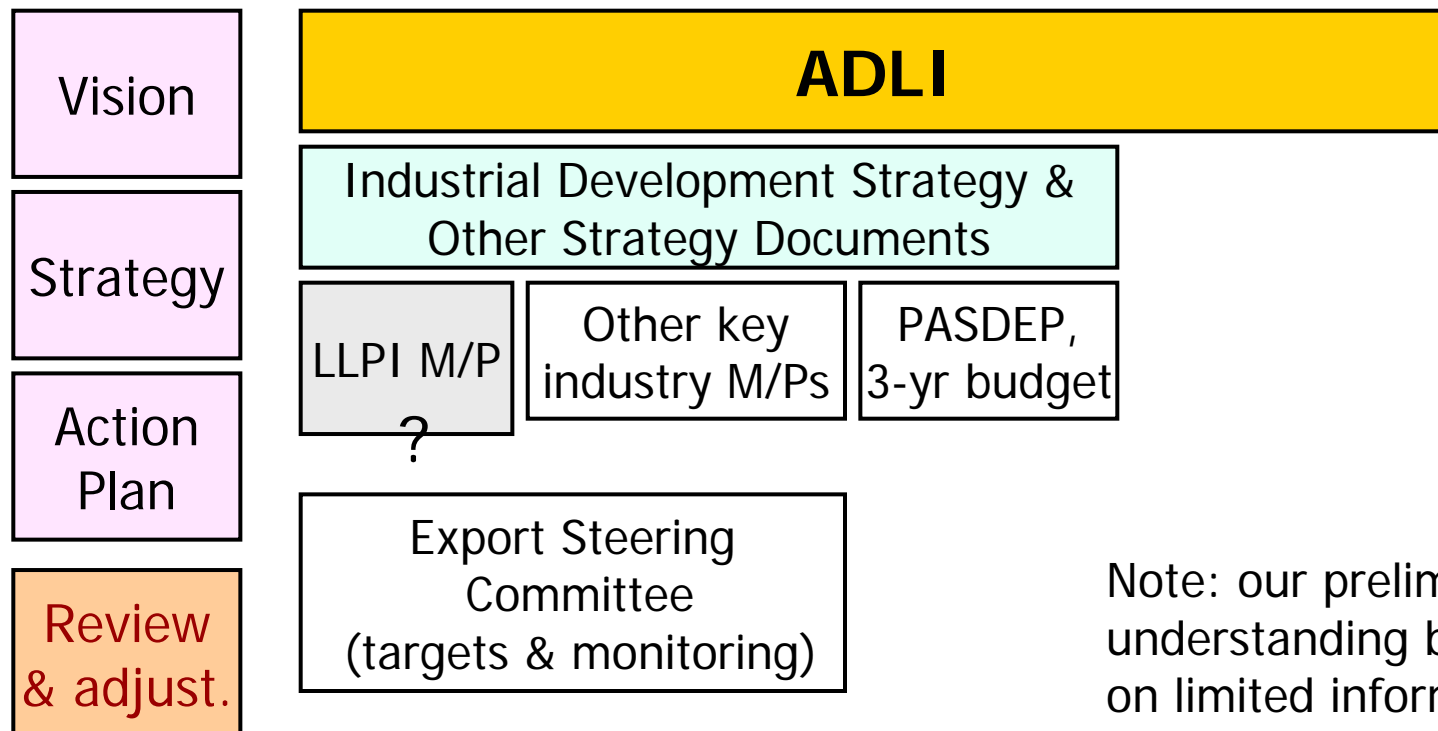 Vision
ADLI
Industrial Development Strategy &
Other Strategy Documents
Strategy
LLPI M/P
?
Other key
industry M/Ps
PASDEP,
3-yr budget
Action
Plan
Export Steering
Committee
(targets & monitoring)
Review
& adjust.
Note: our
understanding
on limited